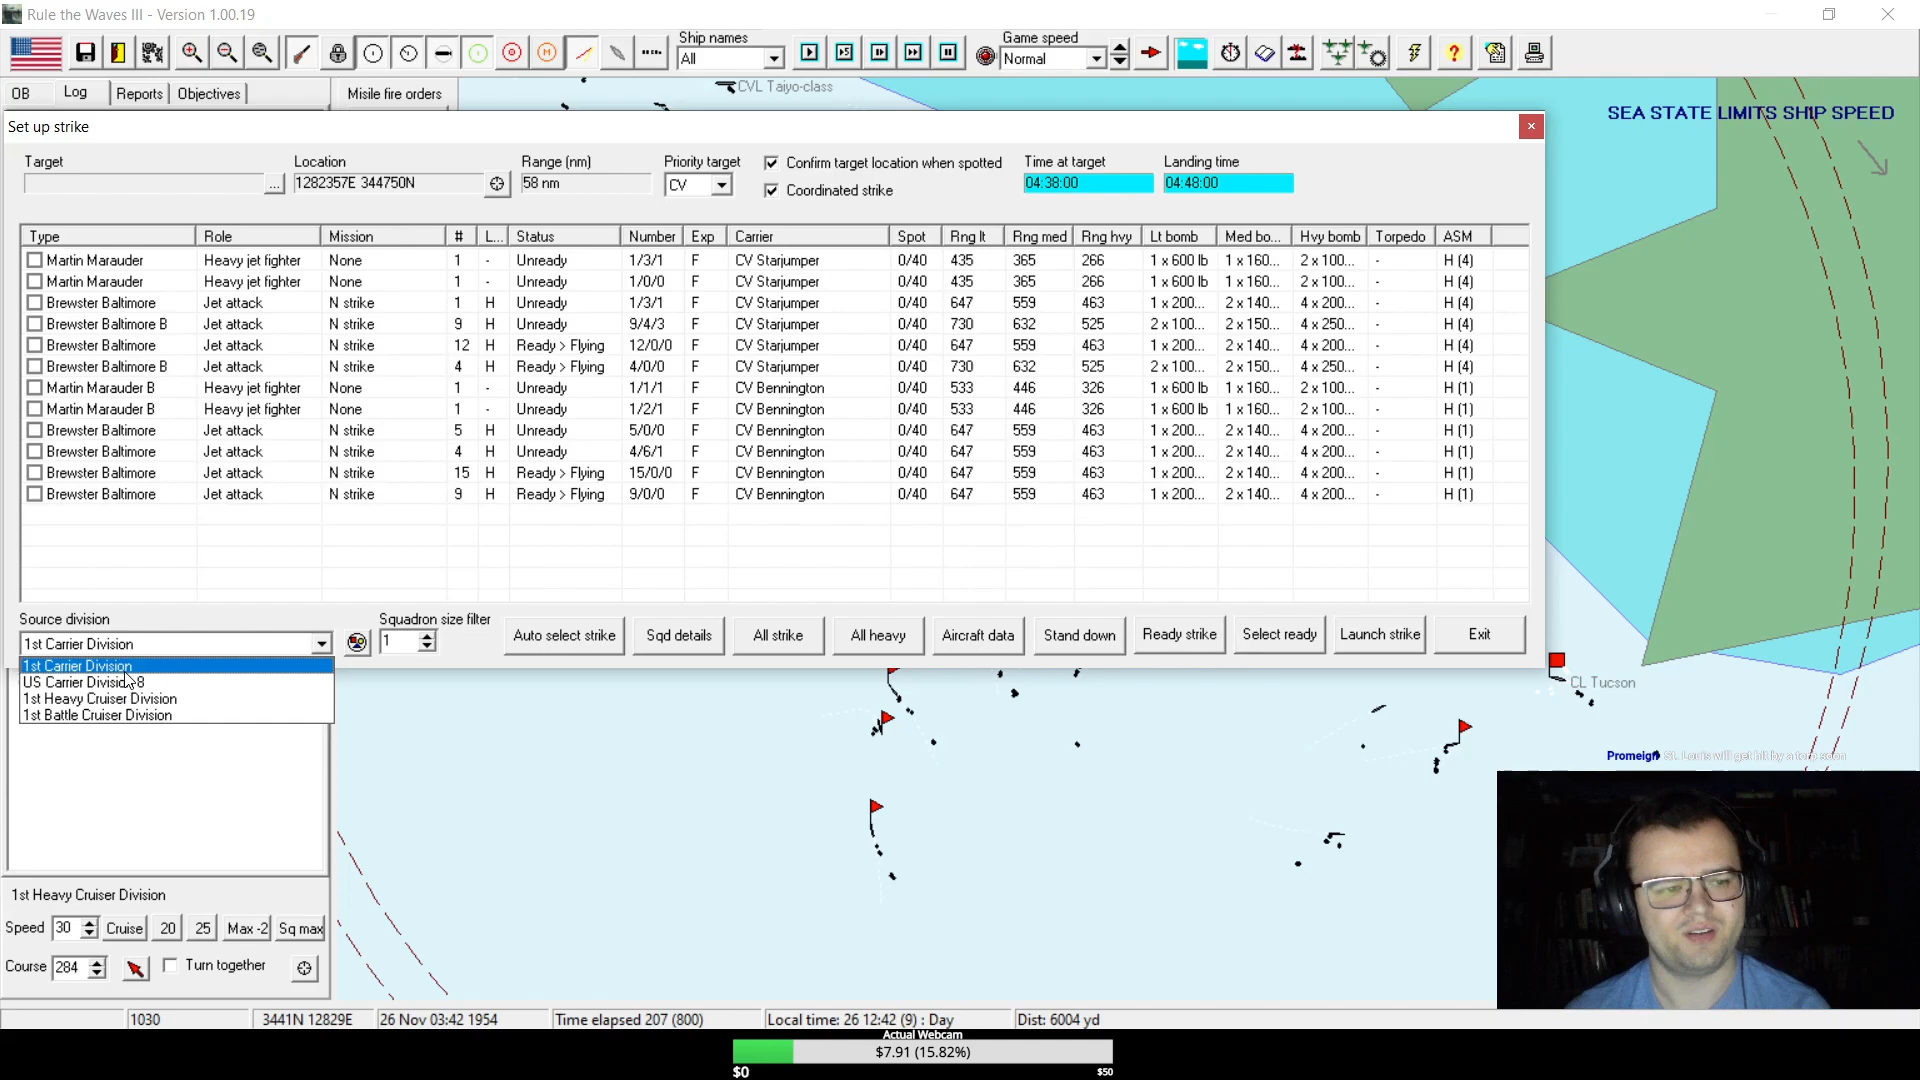 Rule the Waves III - Version 1.00.19
Ship names
All
Game speed
Normal
OB Log Reports Objectives Misile fire orders
CVL Taiyo-class
SEA STATE LIMITS SHIP SPEED
Set up strike
Target Location Range (nm) Priority target Confirm target location when spotted Time at target Landing time
... 1282357E 344750N 58 nm CV Coordinated strike 04:38:00 04:48:00
Type Role Mission # L... Status Number Exp Carrier Spot Rng lt Rng med Rng hvy Lt bomb Med bo... Hvy bomb Torpedo ASM
Martin Marauder Heavy jet fighter None 1 - Unready 1/3/1 F CV Starjumper 0/40 435 365 266 1 x 600 lb 1 x 160... 2 x 100... - H (4)
Martin Marauder Heavy jet fighter None 1 - Unready 1/0/0 F CV Starjumper 0/40 435 365 266 1 x 600 lb 1 x 160... 2 x 100... - H (4)
Brewster Baltimore Jet attack N strike 1 H Unready 1/3/1 F CV Starjumper 0/40 647 559 463 1 x 200... 2 x 140... 4 x 200... - H (4)
Brewster Baltimore B Jet attack N strike 9 H Unready 9/4/3 F CV Starjumper 0/40 730 632 525 2 x 100... 2 x 150... 4 x 250... - H (4)
Brewster Baltimore Jet attack N strike 12 H Ready > Flying 12/0/0 F CV Starjumper 0/40 647 559 463 1 x 200... 2 x 140... 4 x 200... - H (4)
Brewster Baltimore B Jet attack N strike 4 H Ready > Flying 4/0/0 F CV Starjumper 0/40 730 632 525 2 x 100... 2 x 150... 4 x 250... - H (4)
Martin Marauder B Heavy jet fighter None 1 - Unready 1/1/1 F CV Bennington 0/40 533 446 326 1 x 600 lb 1 x 160... 2 x 100... - H (1)
Martin Marauder B Heavy jet fighter None 1 - Unready 1/2/1 F CV Bennington 0/40 533 446 326 1 x 600 lb 1 x 160... 2 x 100... - H (1)
Brewster Baltimore Jet attack N strike 5 H Unready 5/0/0 F CV Bennington 0/40 647 559 463 1 x 200... 2 x 140... 4 x 200... - H (1)
Brewster Baltimore Jet attack N strike 4 H Unready 4/6/1 F CV Bennington 0/40 647 559 463 1 x 200... 2 x 140... 4 x 200... - H (1)
Brewster Baltimore Jet attack N strike 15 H Ready > Flying 15/0/0 F CV Bennington 0/40 647 559 463 1 x 200... 2 x 140... 4 x 200... - H (1)
Brewster Baltimore Jet attack N strike 9 H Ready > Flying 9/0/0 F CV Bennington 0/40 647 559 463 1 x 200... 2 x 140... 4 x 200... - H (1)
Source division Squadron size filter
1st Carrier Division 1 Auto select strike Sqd details All strike All heavy Aircraft data Stand down Ready strike Select ready Launch strike Exit
1st Carrier Division
US Carrier Division 8
1st Heavy Cruiser Division
1st Battle Cruiser Division
CL Tucson
Promeign St. Louis will get hit by a torp soon
1st Heavy Cruiser Division
Speed 30 Cruise 20 25 Max -2 Sq max
Course 284 Turn together
1030 3441N 12829E 26 Nov 03:42 1954 Time elapsed 207 (800) Local time: 26 12:42 (9) : Day Dist: 6004 yd
Actual Webcam
$7.91 (15.82%)
$0 $50